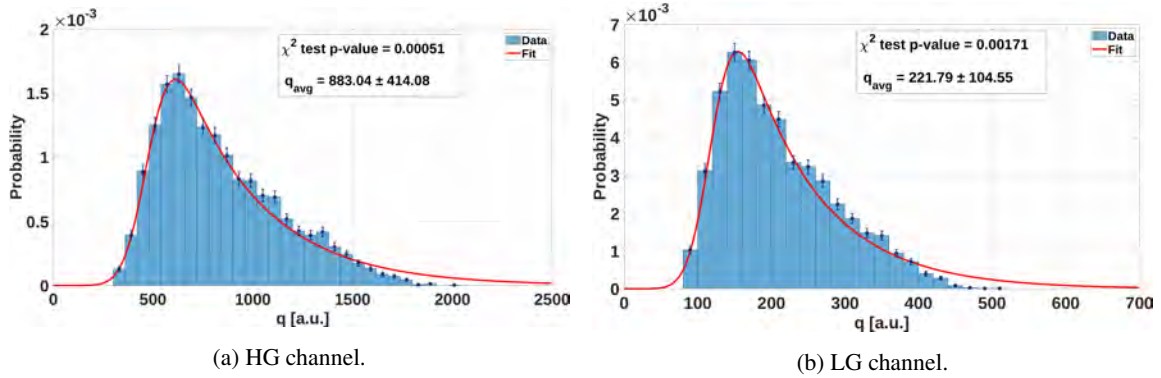 ×10⁻³
2
1.5
1
0.5
0
Probability
χ² test p-value = 0.00051
q_avg = 883.04 ± 414.08
Data
Fit
0 500 1000 1500 2000 2500
q [a.u.]
(a) HG channel.
×10⁻³
7
6
5
4
3
2
1
0
Probability
χ² test p-value = 0.00171
q_avg = 221.79 ± 104.55
Data
Fit
0 100 200 300 400 500 600 700
q [a.u.]
(b) LG channel.